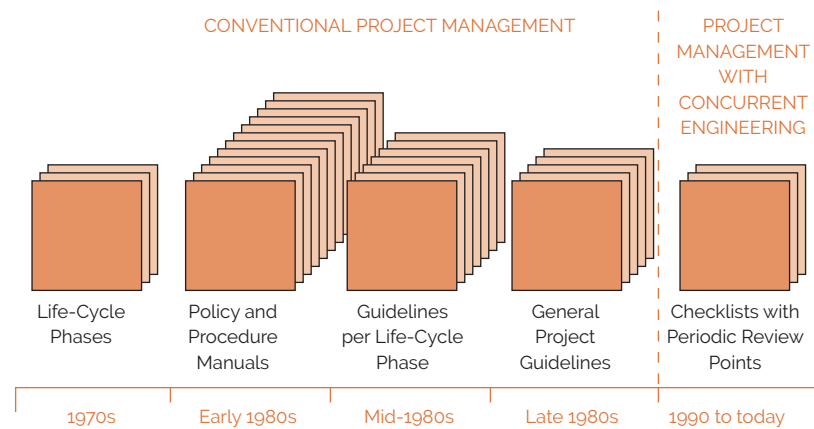 CONVENTIONAL PROJECT MANAGEMENT
PROJECT
MANAGEMENT
WITH
CONCURRENT
ENGINEERING
Life-Cycle
Phases
Policy and
Procedure
Manuals
Guidelines
per Life-Cycle
Phase
General
Project
Guidelines
Checklists with
Periodic Review
Points
1970s
Early 1980s
Mid-1980s
Late 1980s
1990 to today